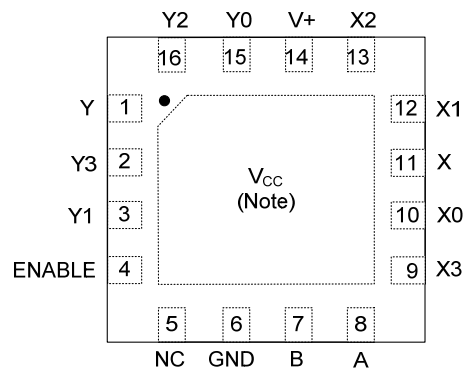 Y2 Y0 V+ X2
16 15 14 13
Y 1 12 X1
Y3 2 11 X
VCC
(Note)
Y1 3 10 X0
ENABLE 4 9 X3
5 6 7 8
NC GND B A